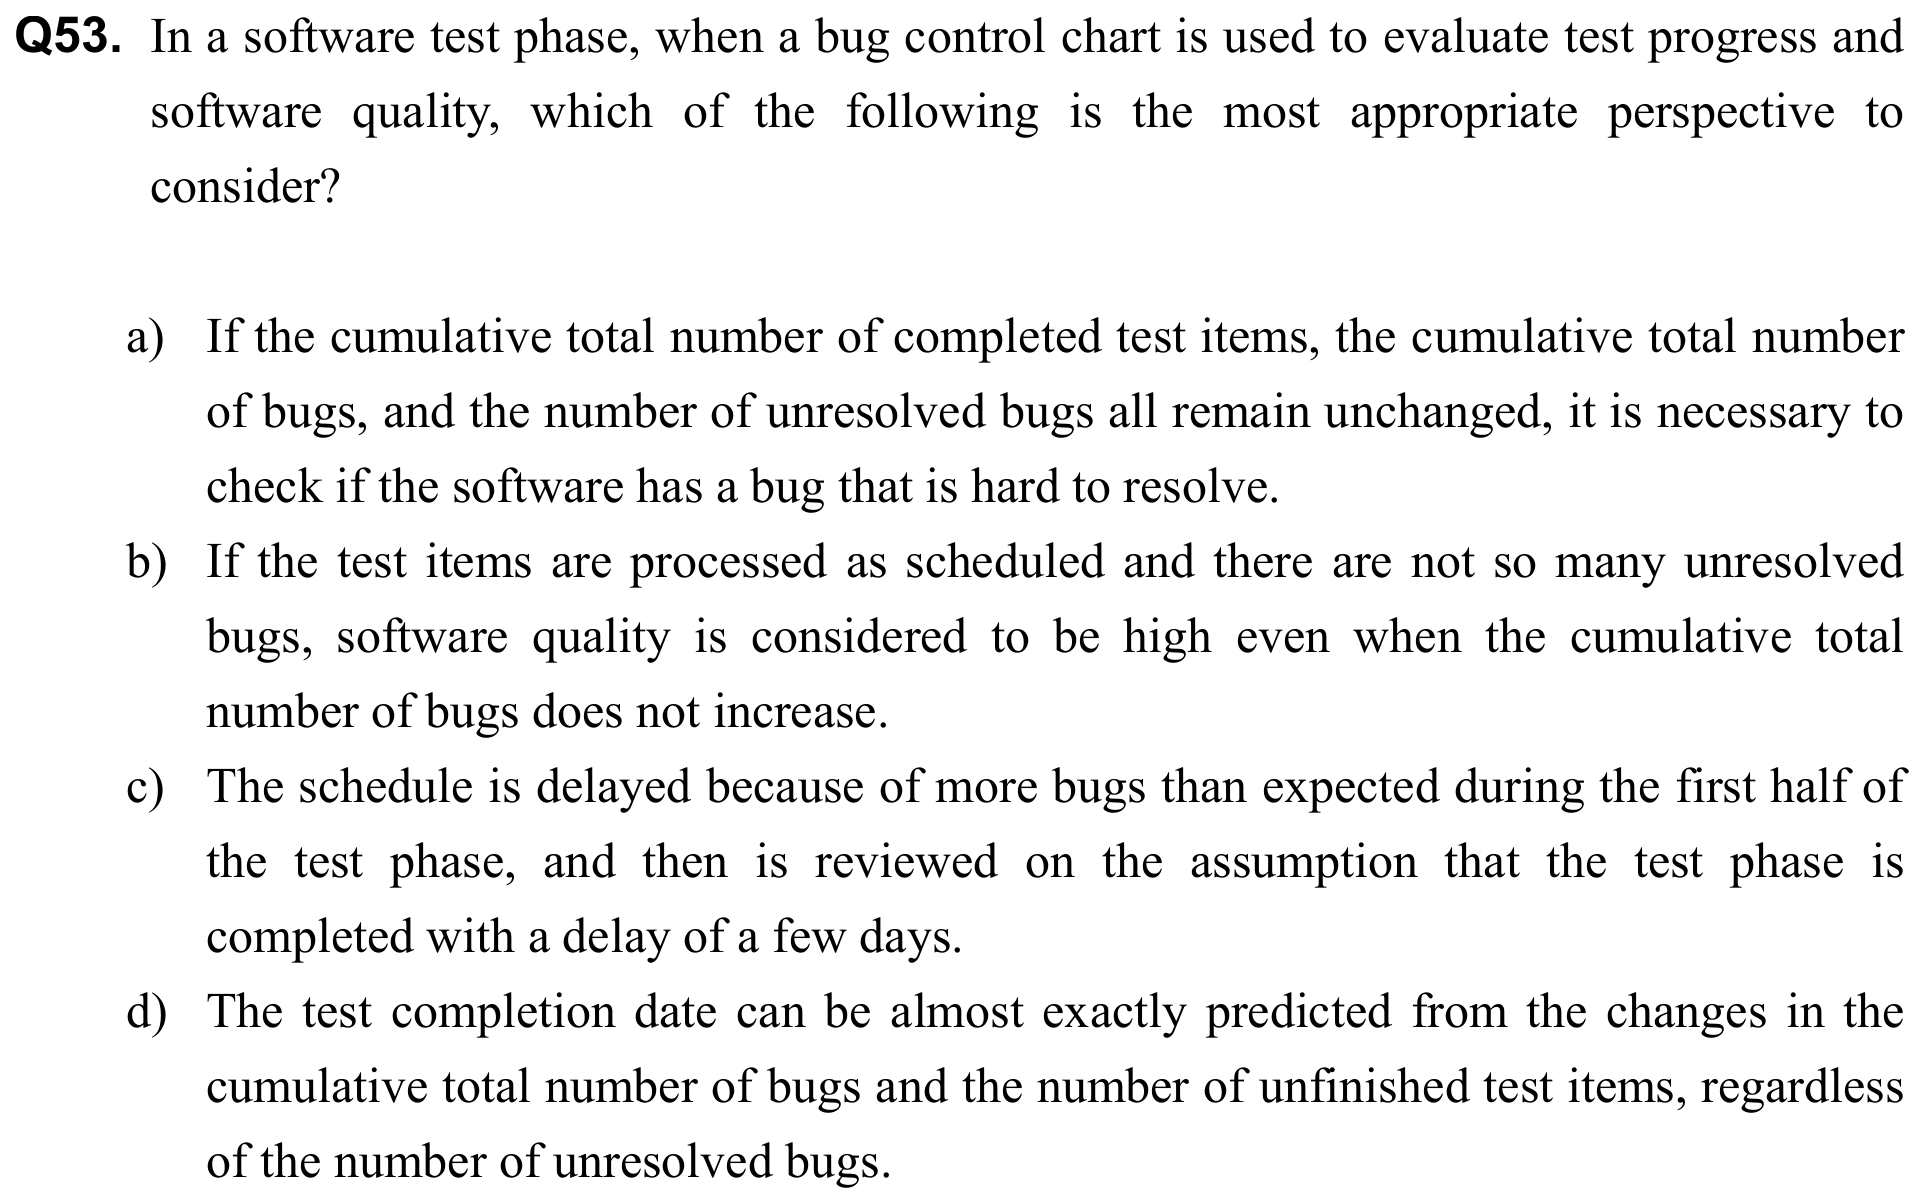 Q53. In a software test phase, when a bug control chart is used to evaluate test progress and
software quality, which of the following is the most appropriate perspective to
consider?
a) If the cumulative total number of completed test items, the cumulative total number
of bugs, and the number of unresolved bugs all remain unchanged, it is necessary to
check if the software has a bug that is hard to resolve.
b) If the test items are processed as scheduled and there are not so many unresolved
bugs, software quality is considered to be high even when the cumulative total
number of bugs does not increase.
c) The schedule is delayed because of more bugs than expected during the first half of
the test phase, and then is reviewed on the assumption that the test phase is
completed with a delay of a few days.
d) The test completion date can be almost exactly predicted from the changes in the
cumulative total number of bugs and the number of unfinished test items, regardless
of the number of unresolved bugs.